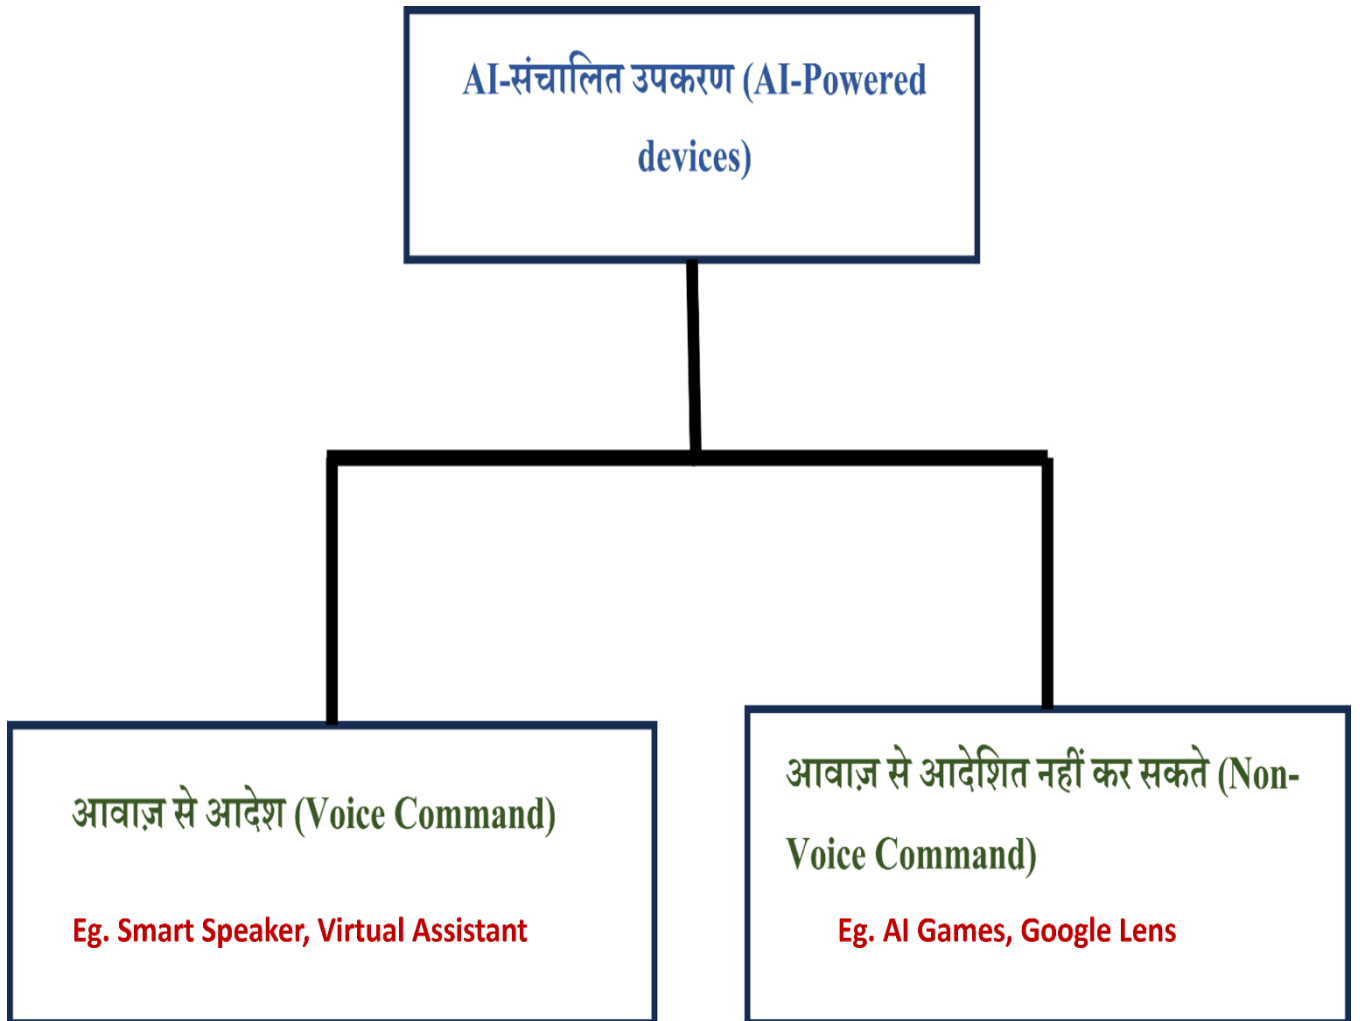 AI-संचालित उपकरण (AI-Powered
devices)
आवाज़ से आदेश (Voice Command)
Eg. Smart Speaker, Virtual Assistant
आवाज़ से आदेशित नहीं कर सकते (Non-
Voice Command)
Eg. AI Games, Google Lens